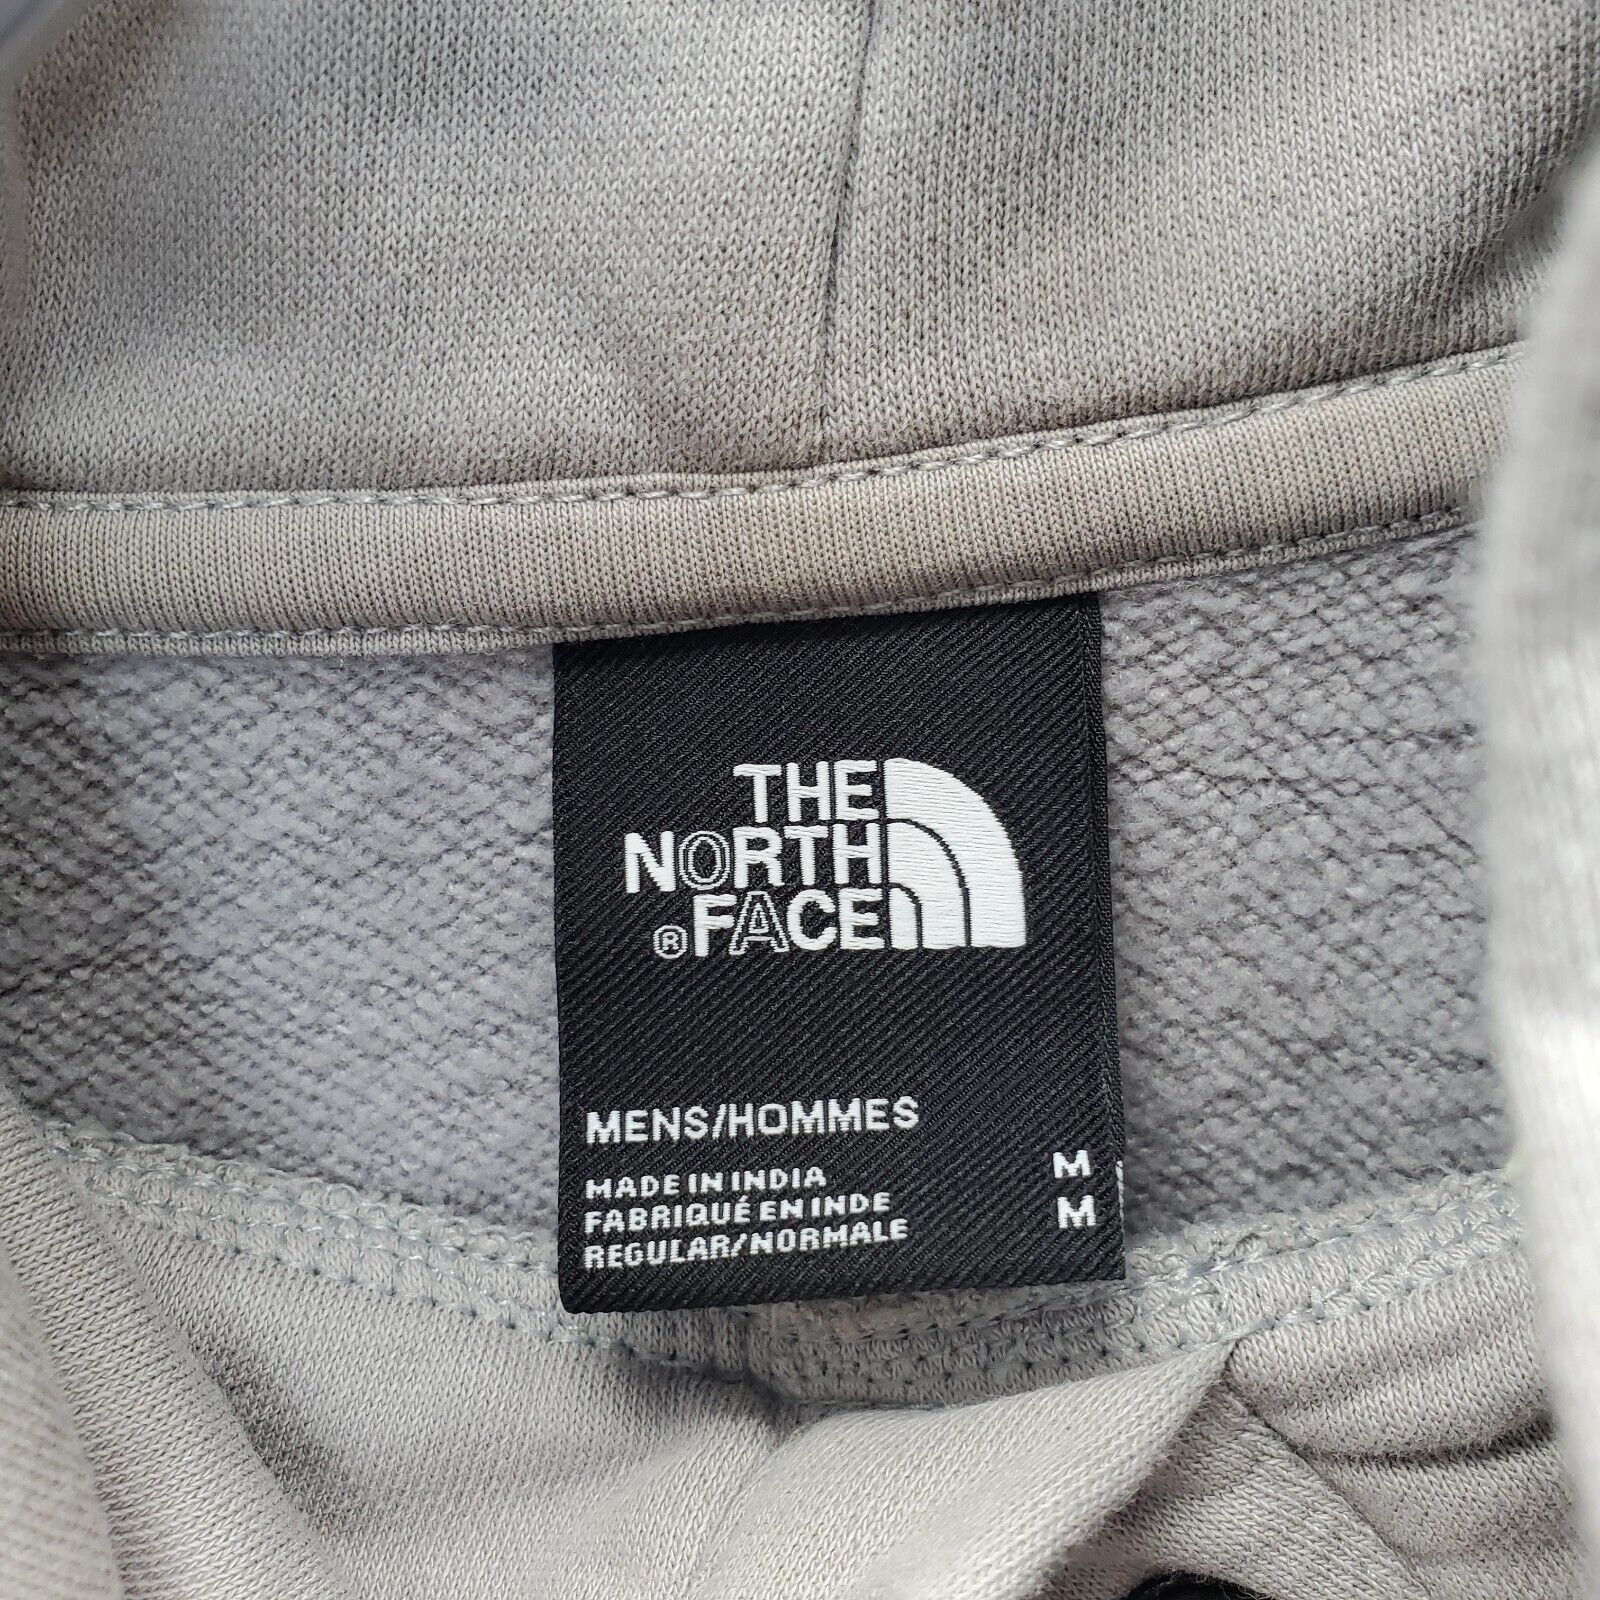 THE
NORTH
® FACE
MENS/HOMMES
MADE IN INDIA M
FABRIQUÉ EN INDE M
REGULAR/NORMALE